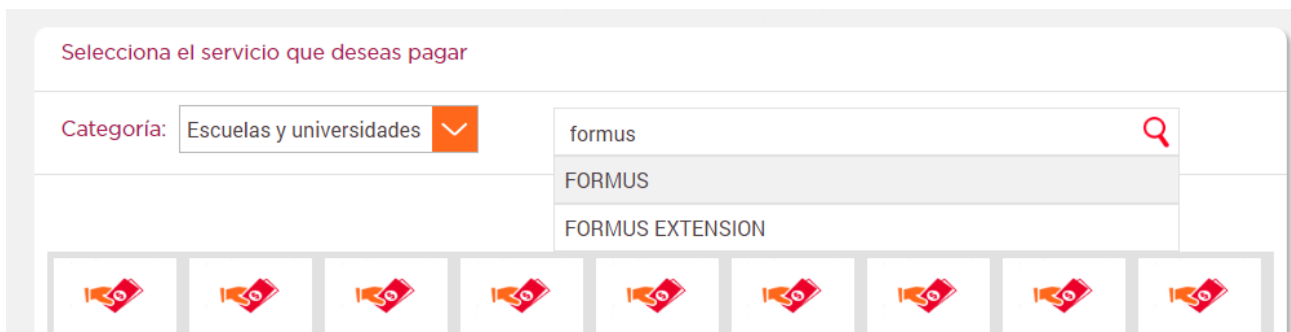 Selecciona el servicio que deseas pagar
Categoría: Escuelas y universidades formus
FORMUS
FORMUS EXTENSION